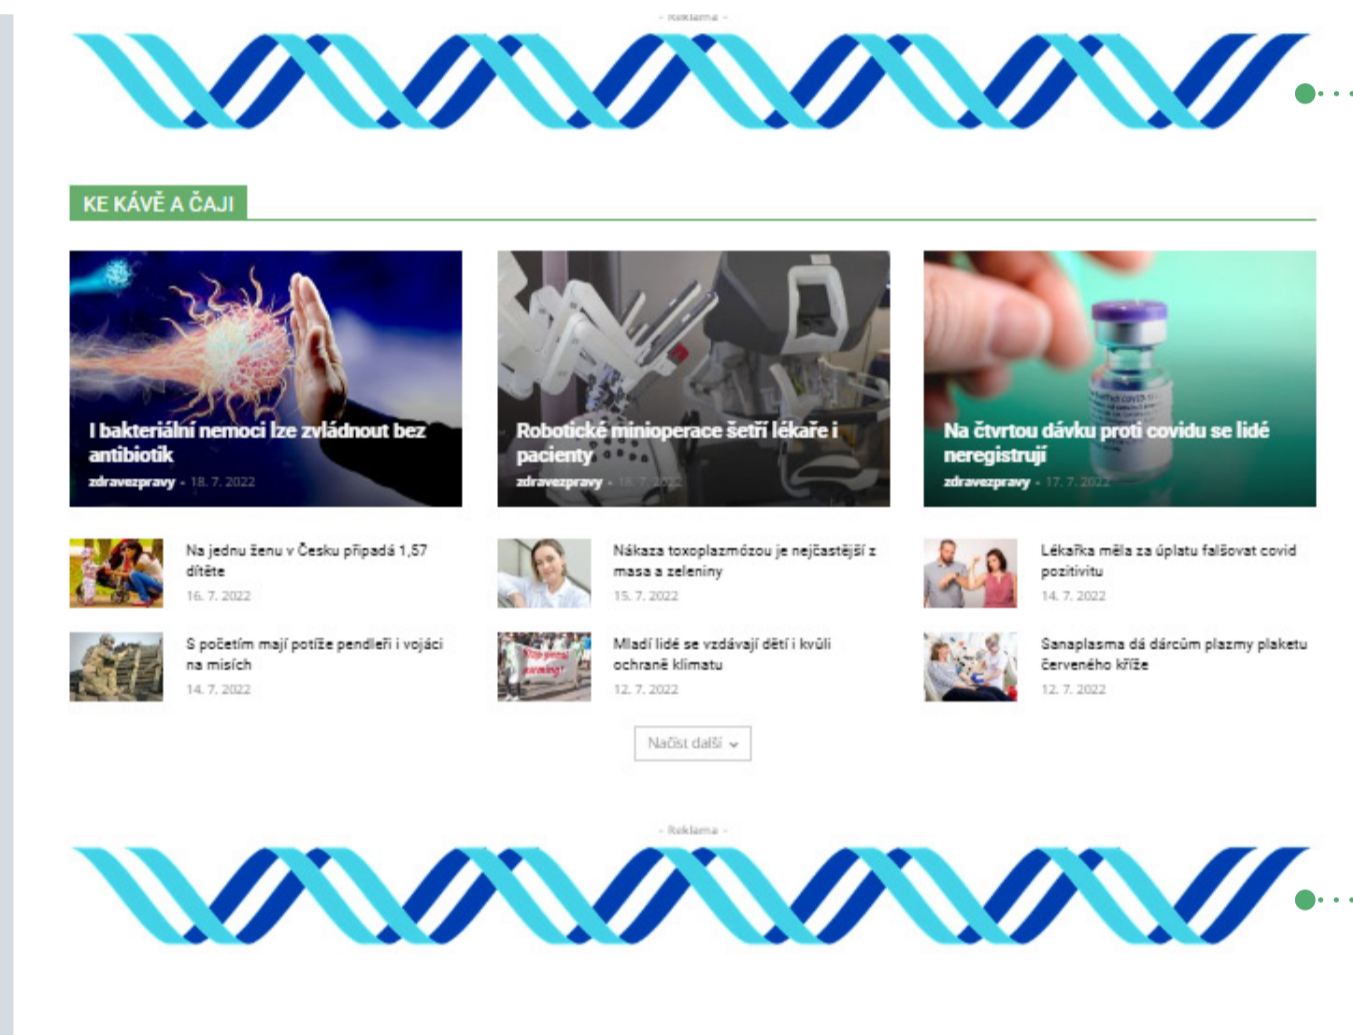 - Reklama -
KE KÁVĚ A ČAJI
I bakteriální nemoci lze zvládnout bez
antibiotik
zdravezpravy - 18. 7. 2022
Robotické minioperace šetří lékaře i
pacienty
zdravezpravy - 18. 7. 2022
Na čtvrtou dávku proti covidu se lidé
neregistrují
zdravezpravy - 17. 7. 2022
Na jednu ženu v Česku připadá 1,57
dítěte
16. 7. 2022
Nákaza toxoplazmózou je nejčastější z
masa a zeleniny
15. 7. 2022
Lékařka měla za úplatu falšovat covid
pozitivitu
14. 7. 2022
S početím mají potíže pendleři i vojáci
na misích
14. 7. 2022
Mladí lidé se vzdávají dětí i kvůli
ochraně klimatu
12. 7. 2022
Sanaplasma dá dárcům plazmy plaketu
červeného kříže
12. 7. 2022
Načíst další
- Reklama -